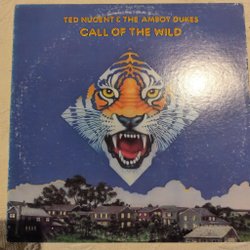 TED NUGENT & THE AMBOY DUKES
CALL OF THE WILD